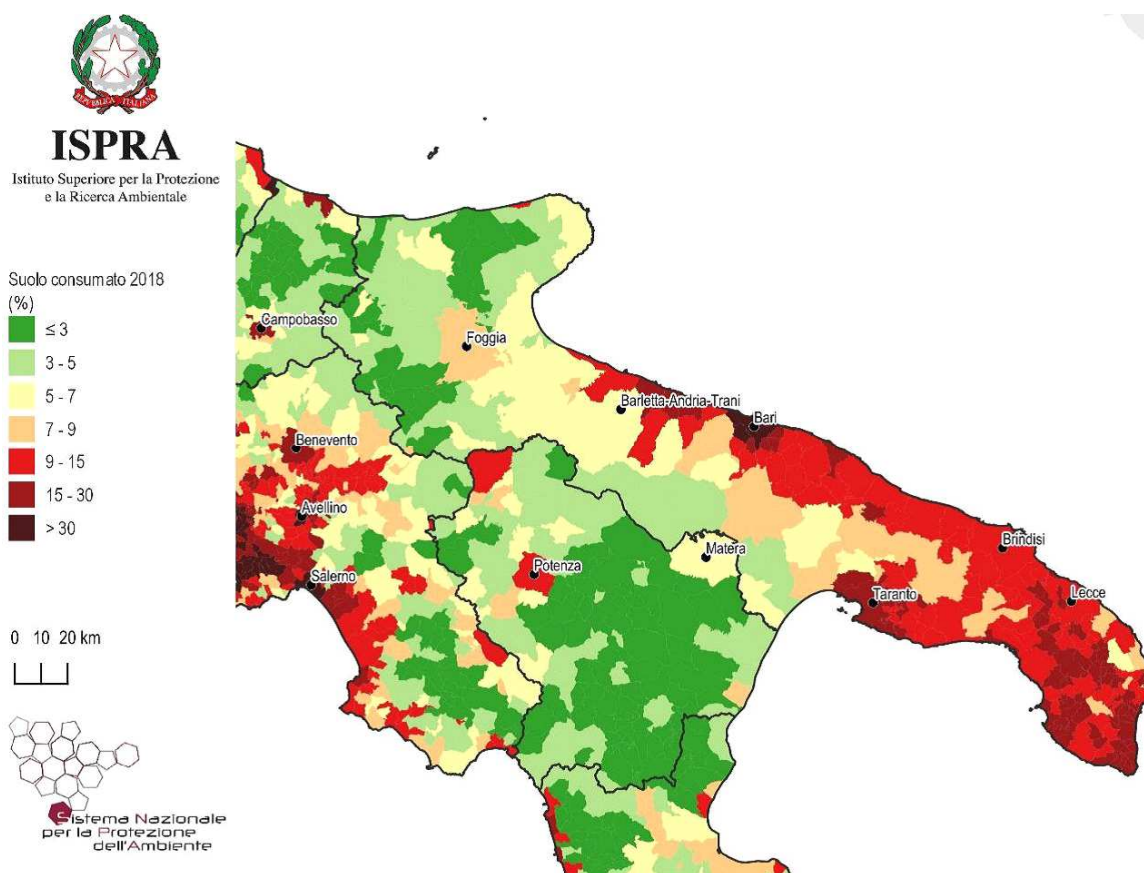 REPVBBLICA ITALIANA
ISPRA
Istituto Superiore per la Protezione
e la Ricerca Ambientale
Suolo consumato 2018
(%)
≤ 3
3 - 5
5 - 7
7 - 9
9 - 15
15 - 30
> 30
0 10 20 km
Sistema Nazionale
per la Protezione
dell'Ambiente
Campobasso
Foggia
Barletta-Andria-Trani
Bari
Benevento
Avellino
Salerno
Potenza
Matera
Taranto
Brindisi
Lecce